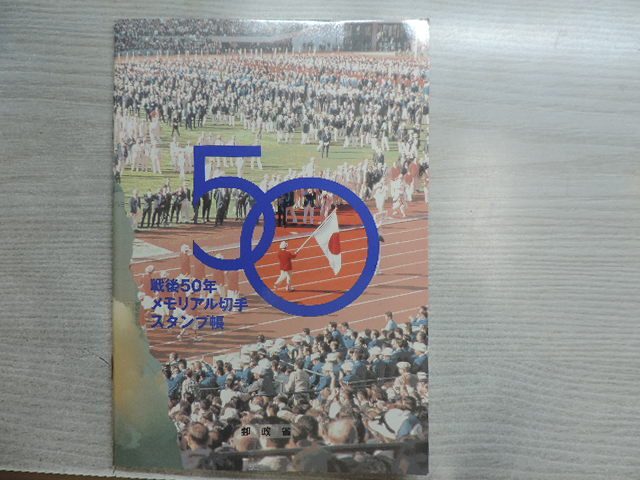 50
戦後50年
メモリアル切手
スタンプ帳
郵政省